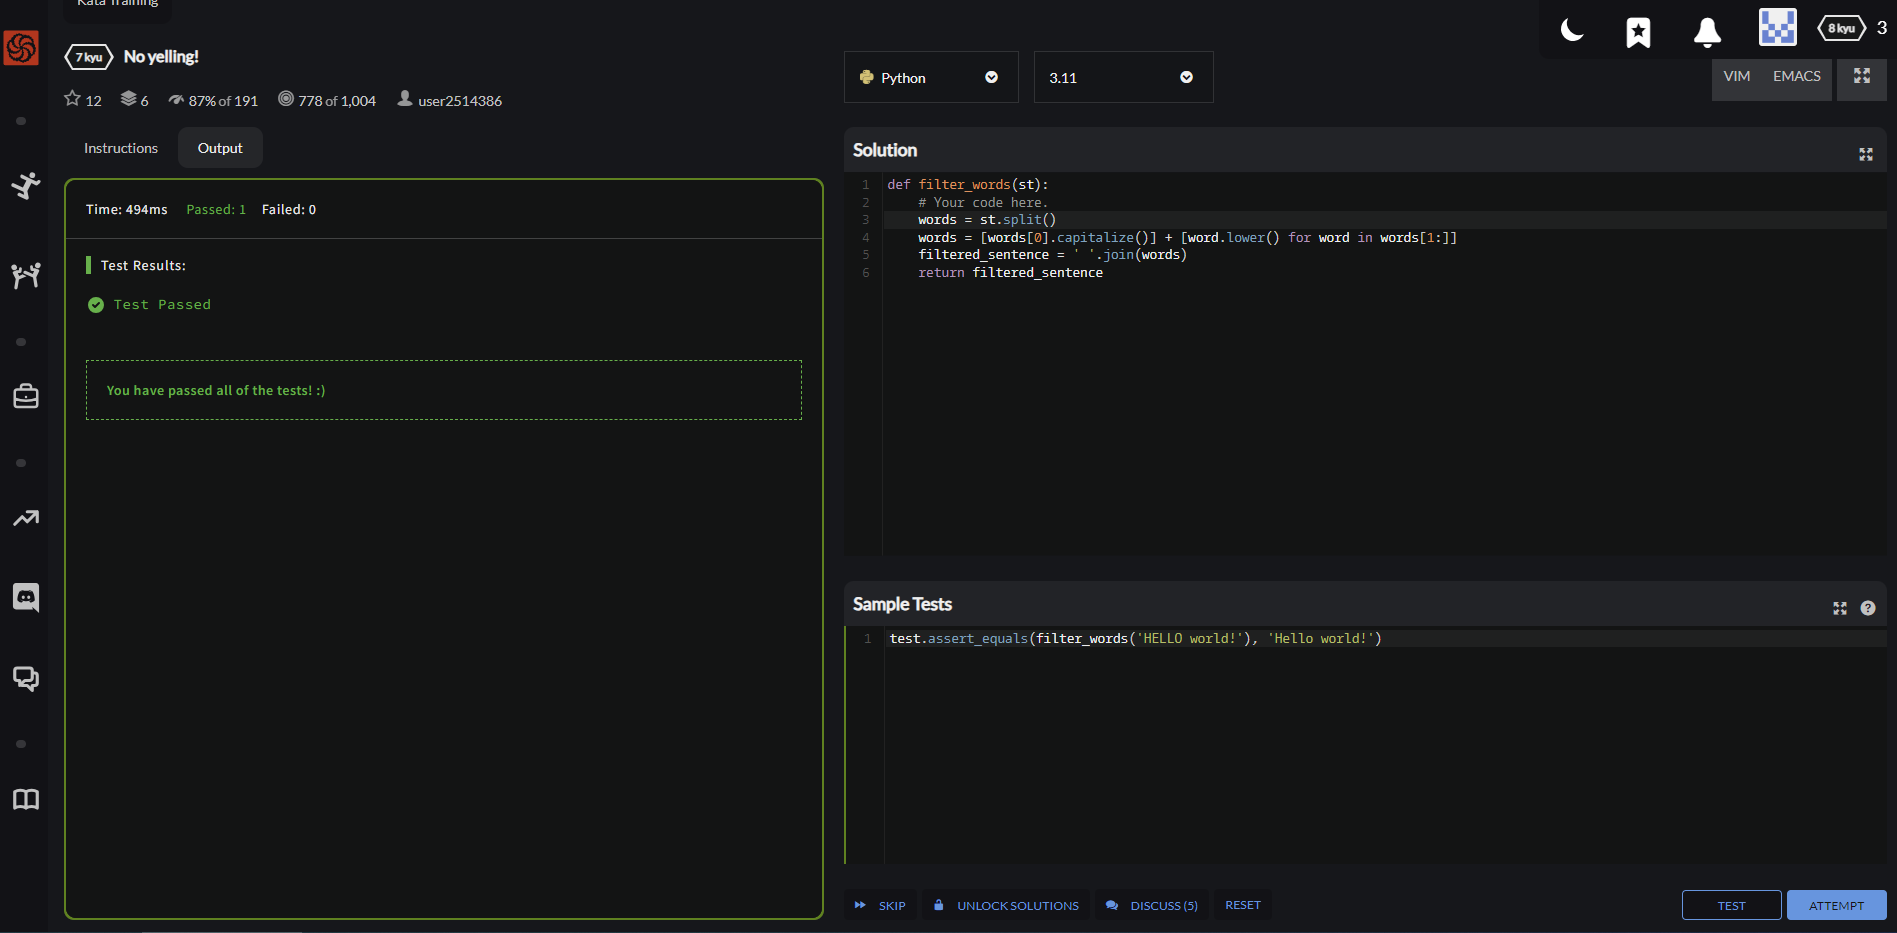 Kata Training
8 kyu 3
7 kyu No yelling!
12 6 87% of 191 778 of 1,004 user2514386
Python 3.11
VIM EMACS
Instructions Output
Time: 494ms Passed: 1 Failed: 0
Test Results:
Test Passed
You have passed all of the tests! :)
Solution
1 def filter_words(st):
2 # Your code here.
3 words = st.split()
4 words = [words[0].capitalize()] + [word.lower() for word in words[1:]]
5 filtered_sentence = ' '.join(words)
6 return filtered_sentence
Sample Tests
1 test.assert_equals(filter_words('HELLO world!'), 'Hello world!')
SKIP UNLOCK SOLUTIONS DISCUSS (5) RESET TEST ATTEMPT